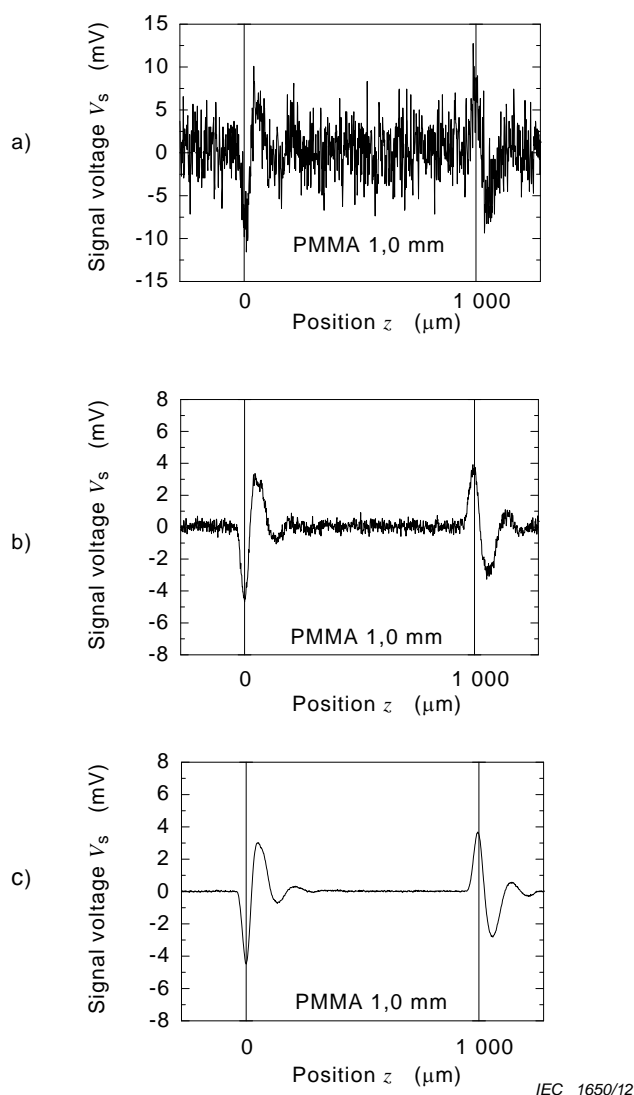 a)
Signal voltage Vs (mV)
15
10
5
0
-5
-10
-15
PMMA 1,0 mm
0 1 000
Position z (μm)
b)
Signal voltage Vs (mV)
8
6
4
2
0
-2
-4
-6
-8
PMMA 1,0 mm
0 1 000
Position z (μm)
c)
Signal voltage Vs (mV)
8
6
4
2
0
-2
-4
-6
-8
PMMA 1,0 mm
0 1 000
Position z (μm)
IEC 1650/12